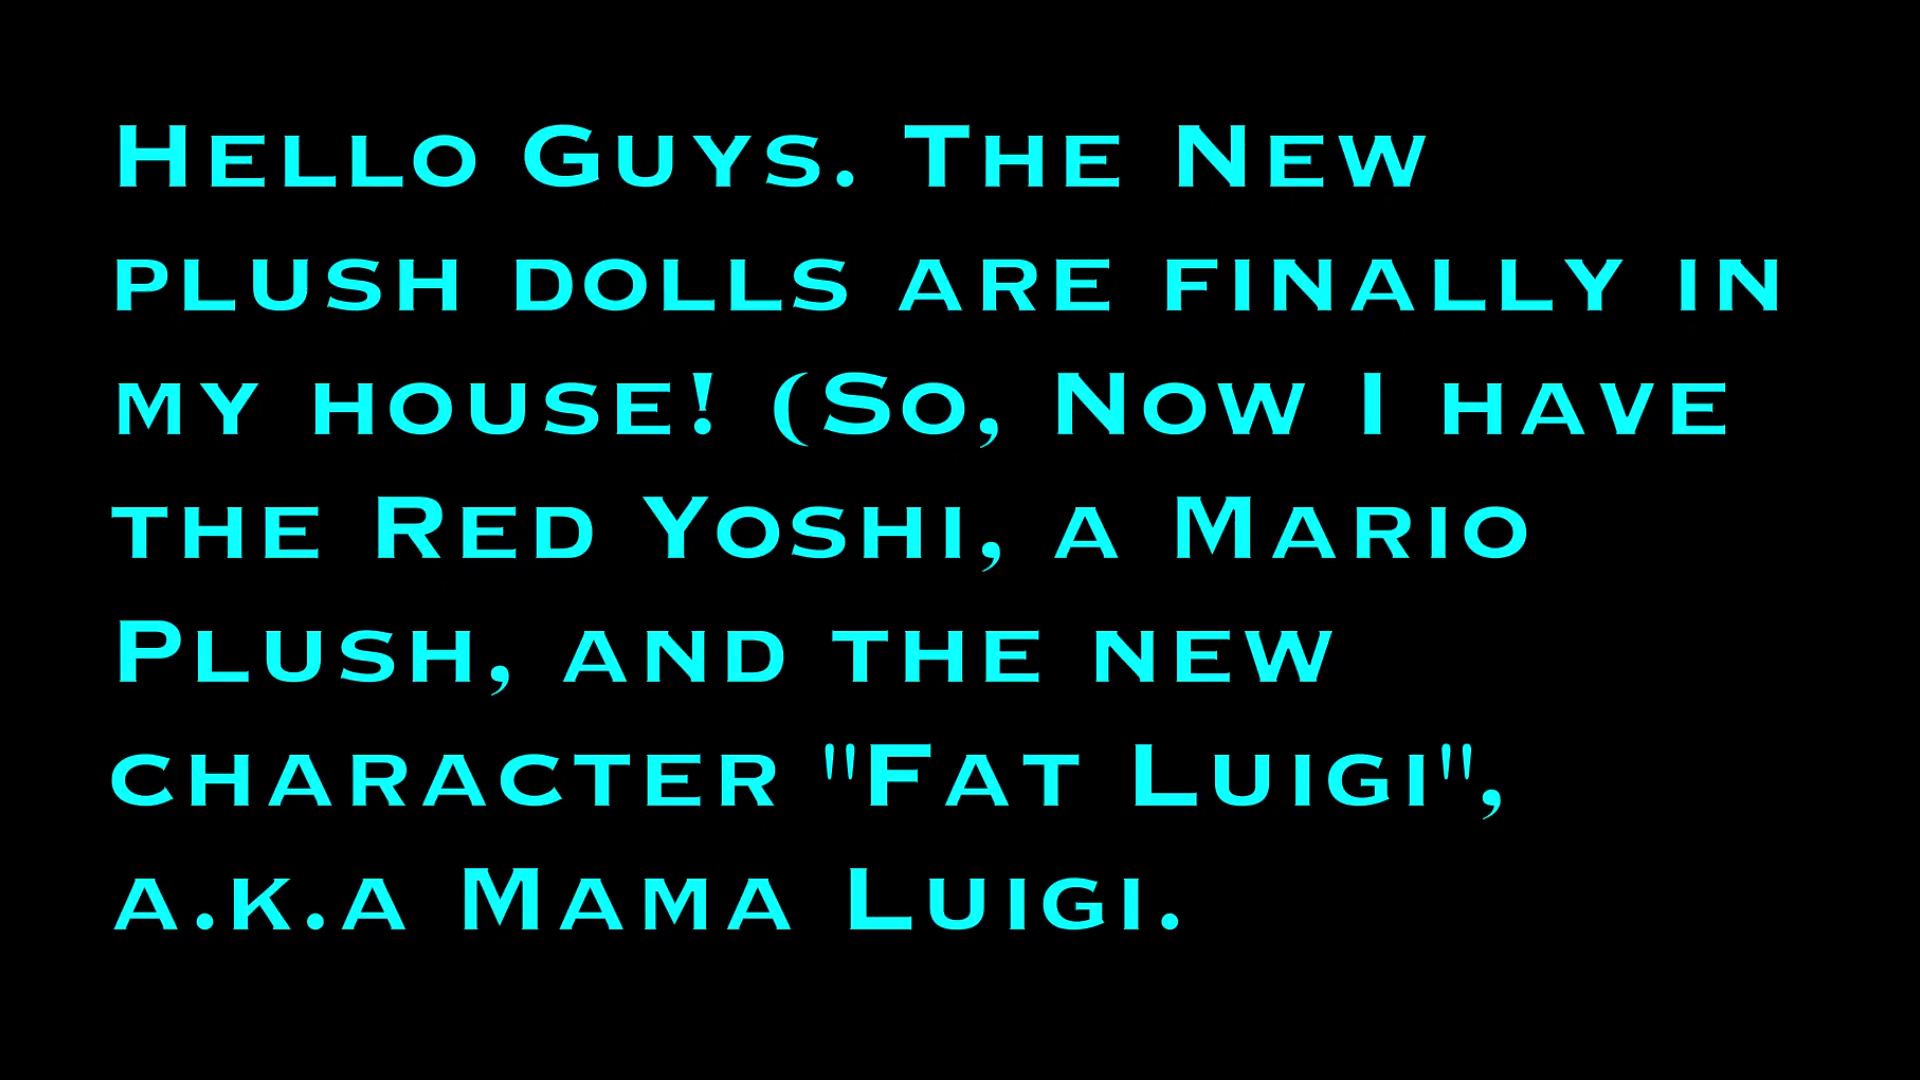 Hello Guys. The New
plush dolls are finally in
my house! (So, Now I have
the Red Yoshi, a Mario
Plush, and the new
character "Fat Luigi",
a.k.a Mama Luigi.